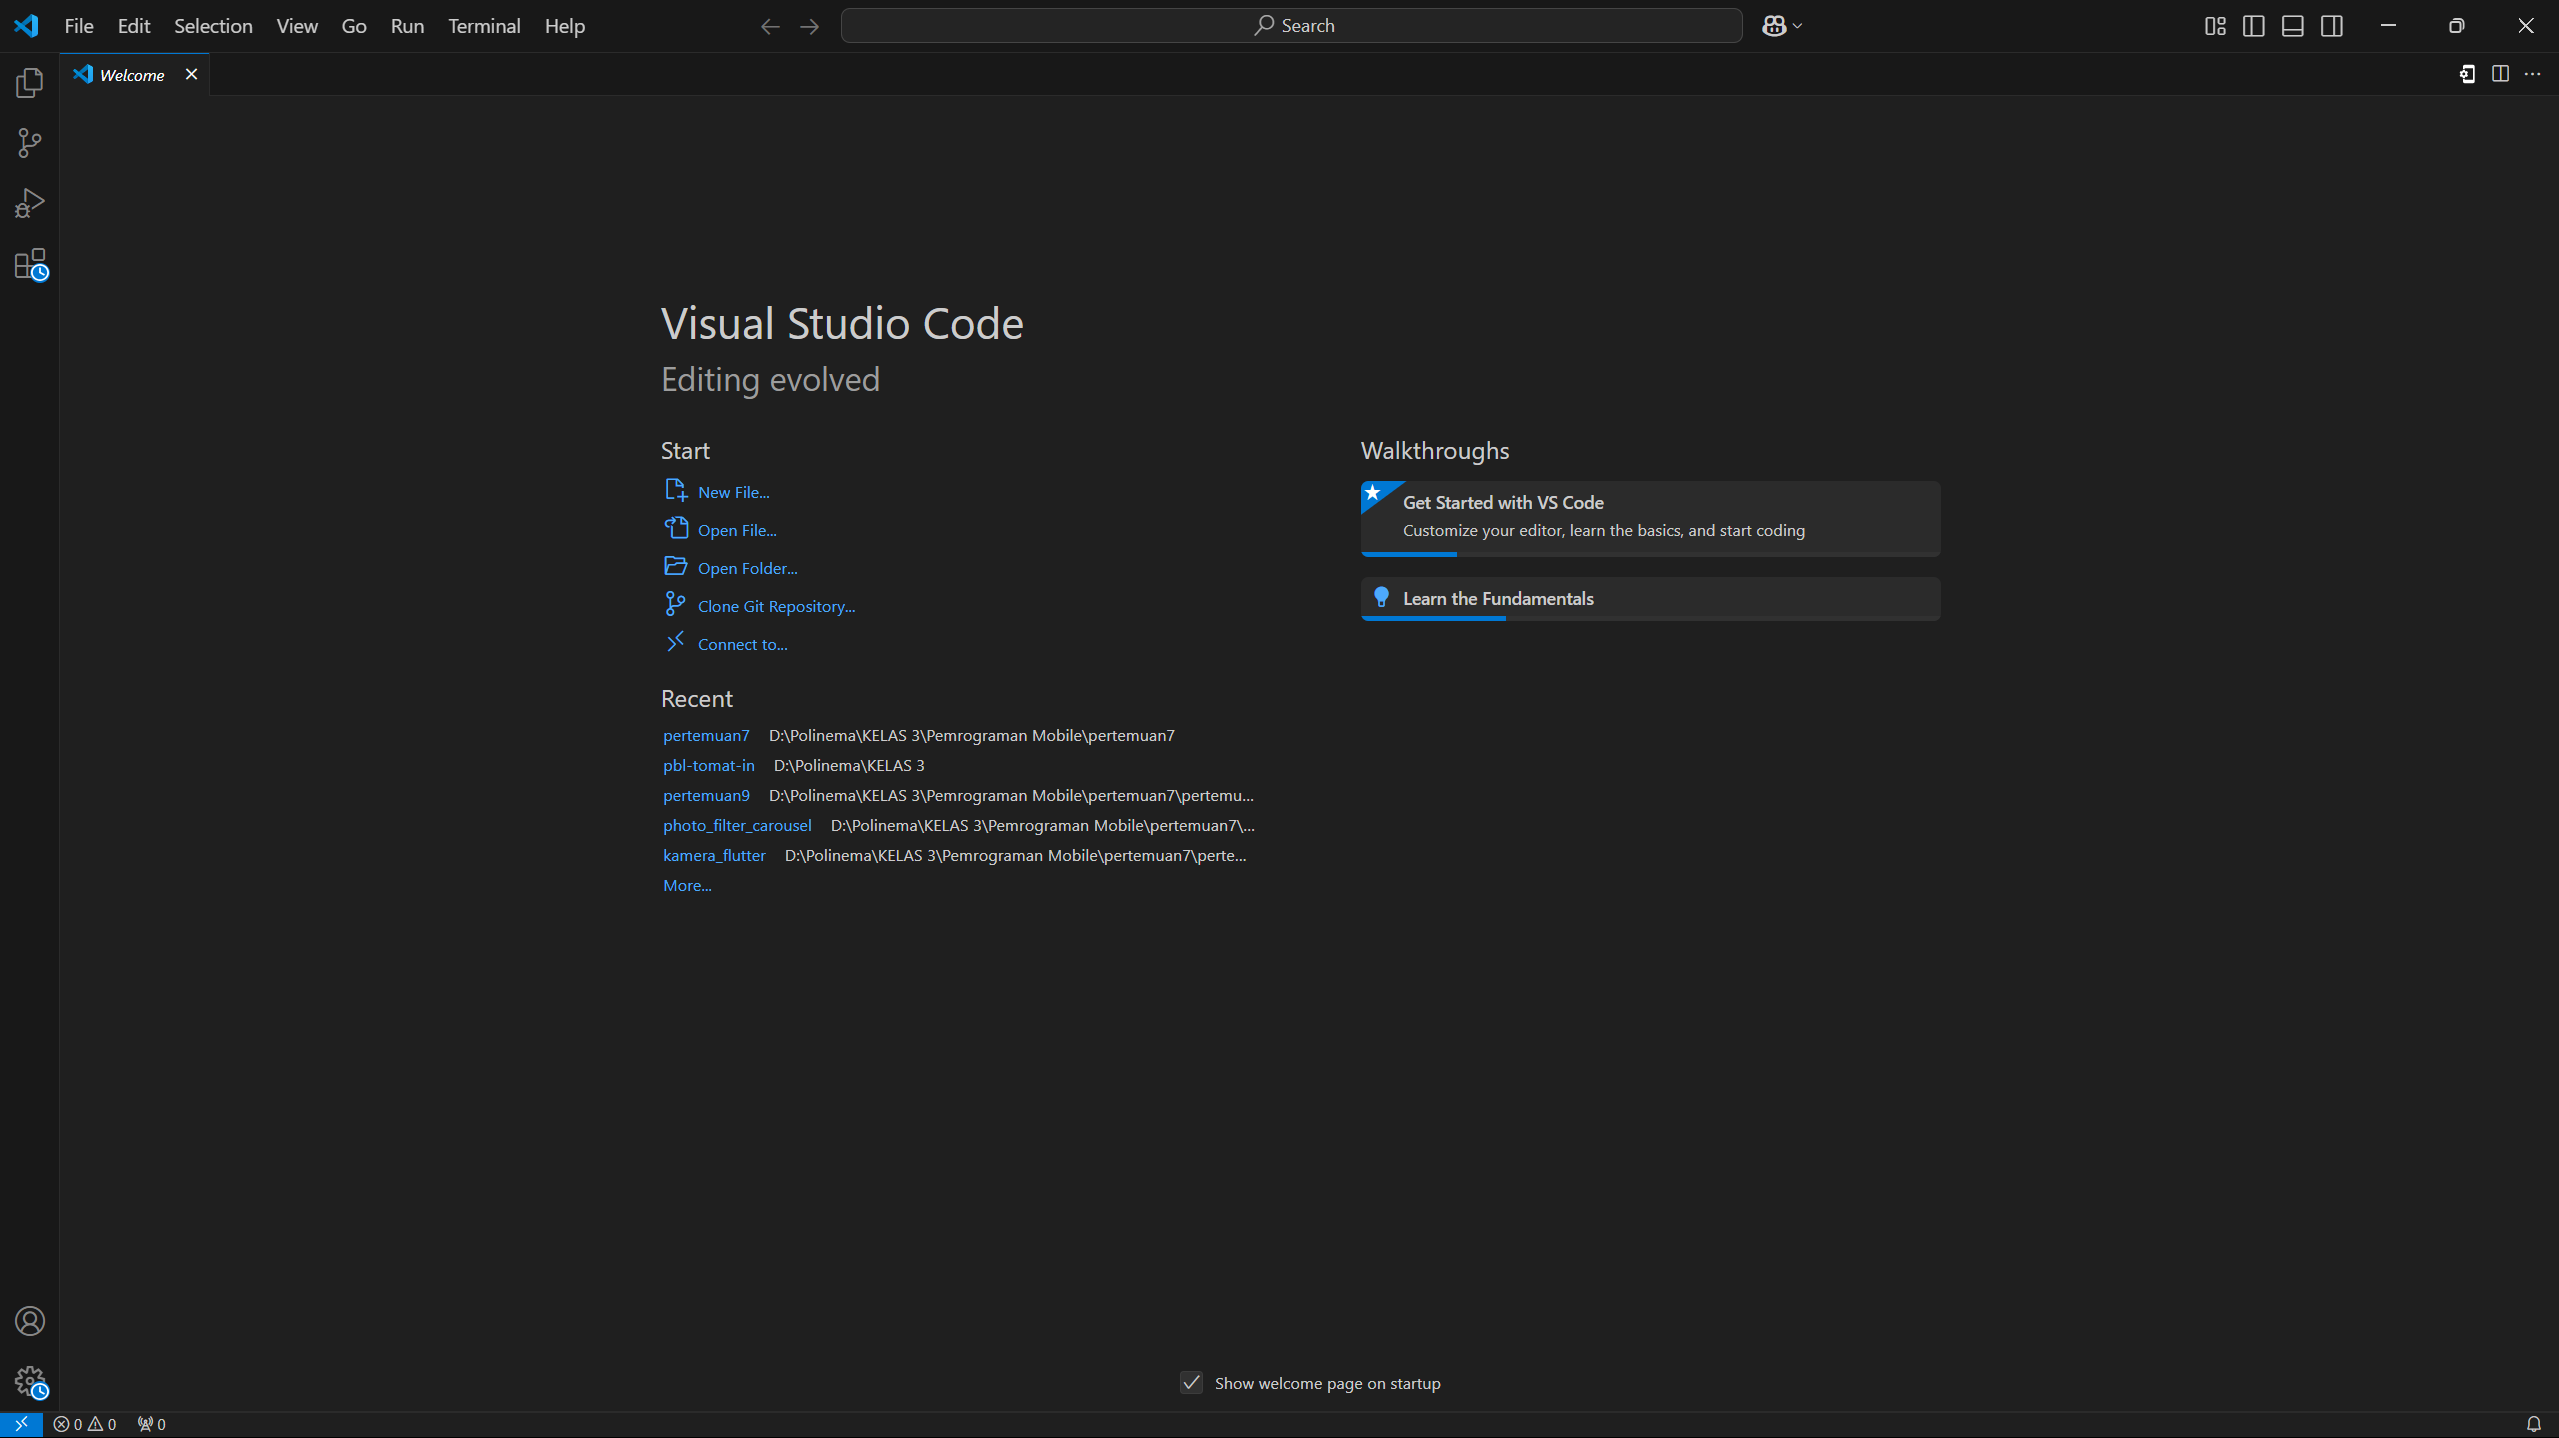 File Edit Selection View Go Run Terminal Help
Search
Welcome
Visual Studio Code
Editing evolved
Start
New File...
Open File...
Open Folder...
Clone Git Repository...
Connect to...
Recent
pertemuan7 D:\Polinema\KELAS 3\Pemrograman Mobile\pertemuan7
pbl-tomat-in D:\Polinema\KELAS 3
pertemuan9 D:\Polinema\KELAS 3\Pemrograman Mobile\pertemuan7\pertemu...
photo_filter_carousel D:\Polinema\KELAS 3\Pemrograman Mobile\pertemuan7\...
kamera_flutter D:\Polinema\KELAS 3\Pemrograman Mobile\pertemuan7\perte...
More...
Walkthroughs
Get Started with VS Code
Customize your editor, learn the basics, and start coding
Learn the Fundamentals
Show welcome page on startup
0 0 0